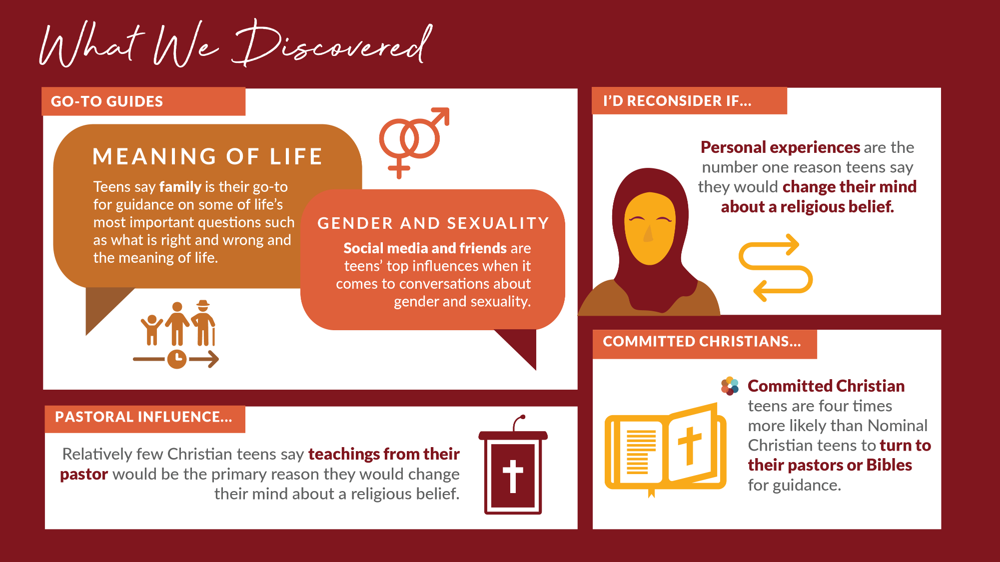 What We Discovered
GO-TO GUIDES
MEANING OF LIFE
Teens say family is their go-to
for guidance on some of life’s
most important questions such
as what is right and wrong and
the meaning of life.
GENDER AND SEXUALITY
Social media and friends are
teens’ top influences when it
comes to conversations about
gender and sexuality.
I’D RECONSIDER IF...
Personal experiences are the
number one reason teens say
they would change their mind
about a religious belief.
PASTORAL INFLUENCE...
Relatively few Christian teens say teachings from their
pastor would be the primary reason they would change
their mind about a religious belief.
COMMITTED CHRISTIANS...
Committed Christian
teens are four times
more likely than Nominal
Christian teens to turn to
their pastors or Bibles
for guidance.